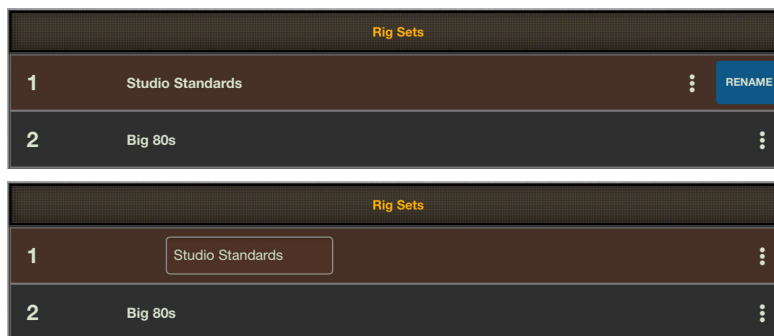 Rig Sets
1 Studio Standards RENAME
2 Big 80s
Rig Sets
1 Studio Standards
2 Big 80s